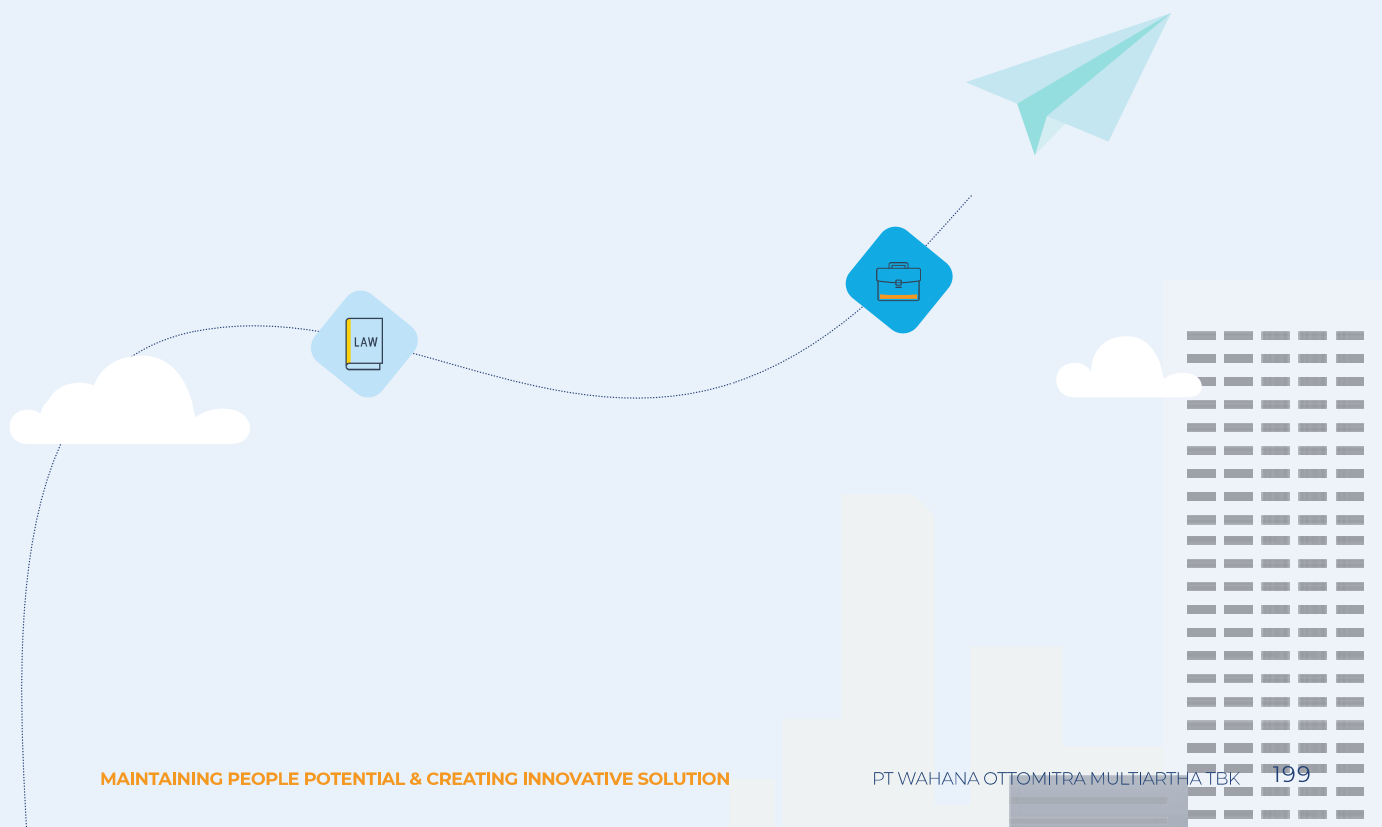 LAW
MAINTAINING PEOPLE POTENTIAL & CREATING INNOVATIVE SOLUTION
PT WAHANA OTTOMITRA MULTIARTHA TBK 199